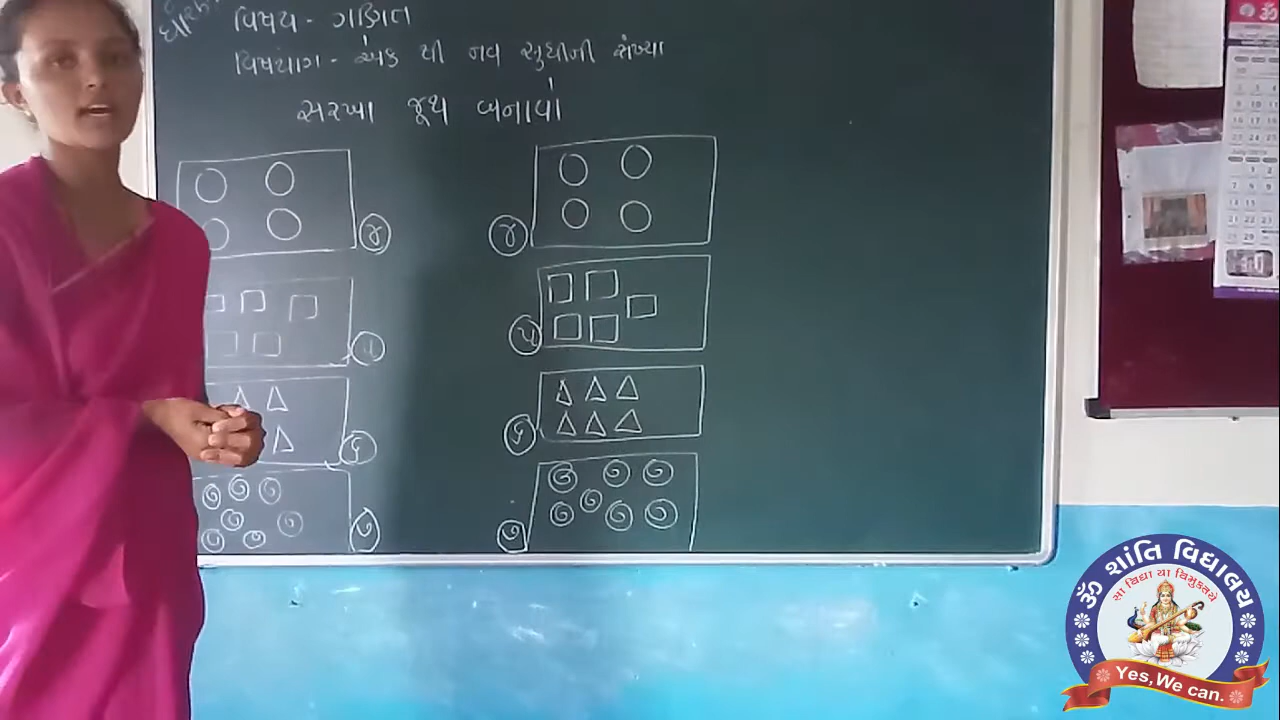 વિષય - ગણિત
વિષયાંગ - એક થી નવ સુધીની સંખ્યા
સરખા જૂથ બનાવો
૪ ૪
૫ ૫
૬ ૬
૭ ૭
ૐ શાંતિ વિદ્યાલય
સા વિદ્યા યા વિમુક્તયે
Yes, We can.